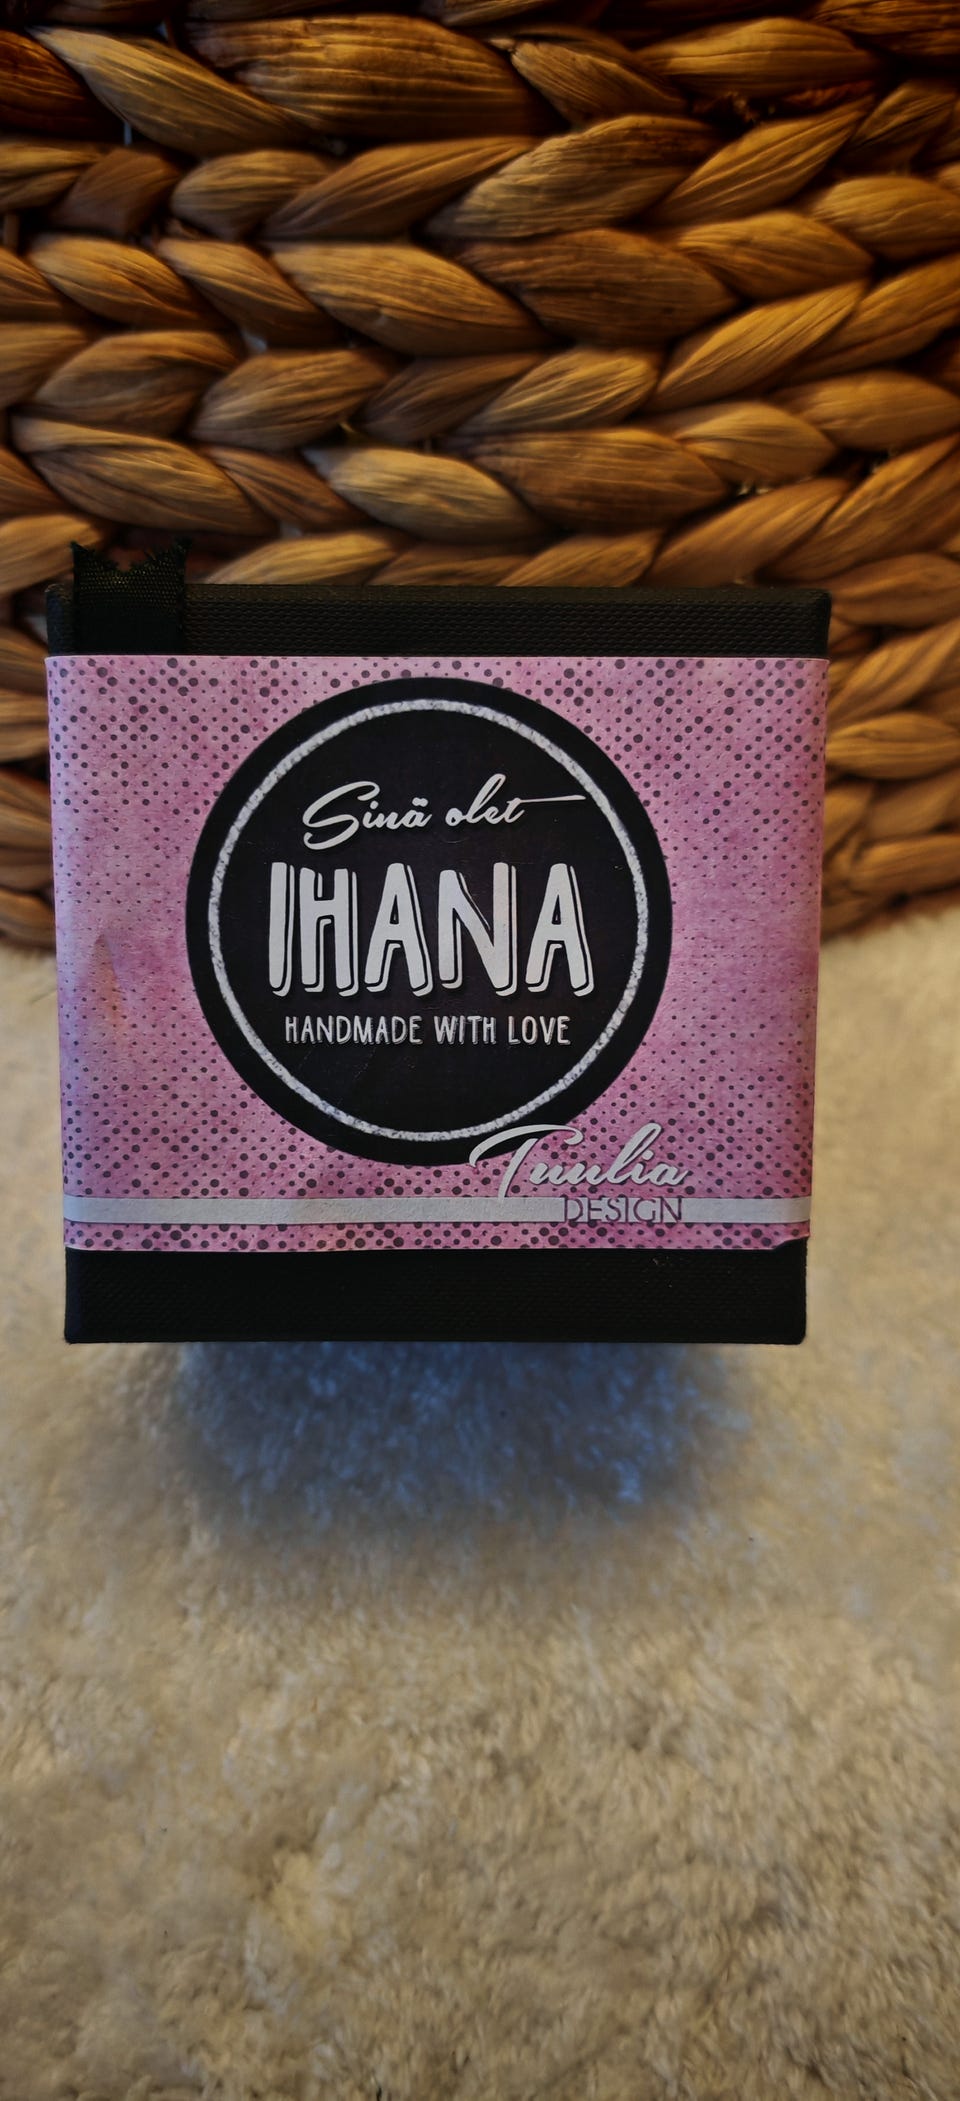 Sinä olet
IHANA
HANDMADE WITH LOVE
Tuulia
DESIGN